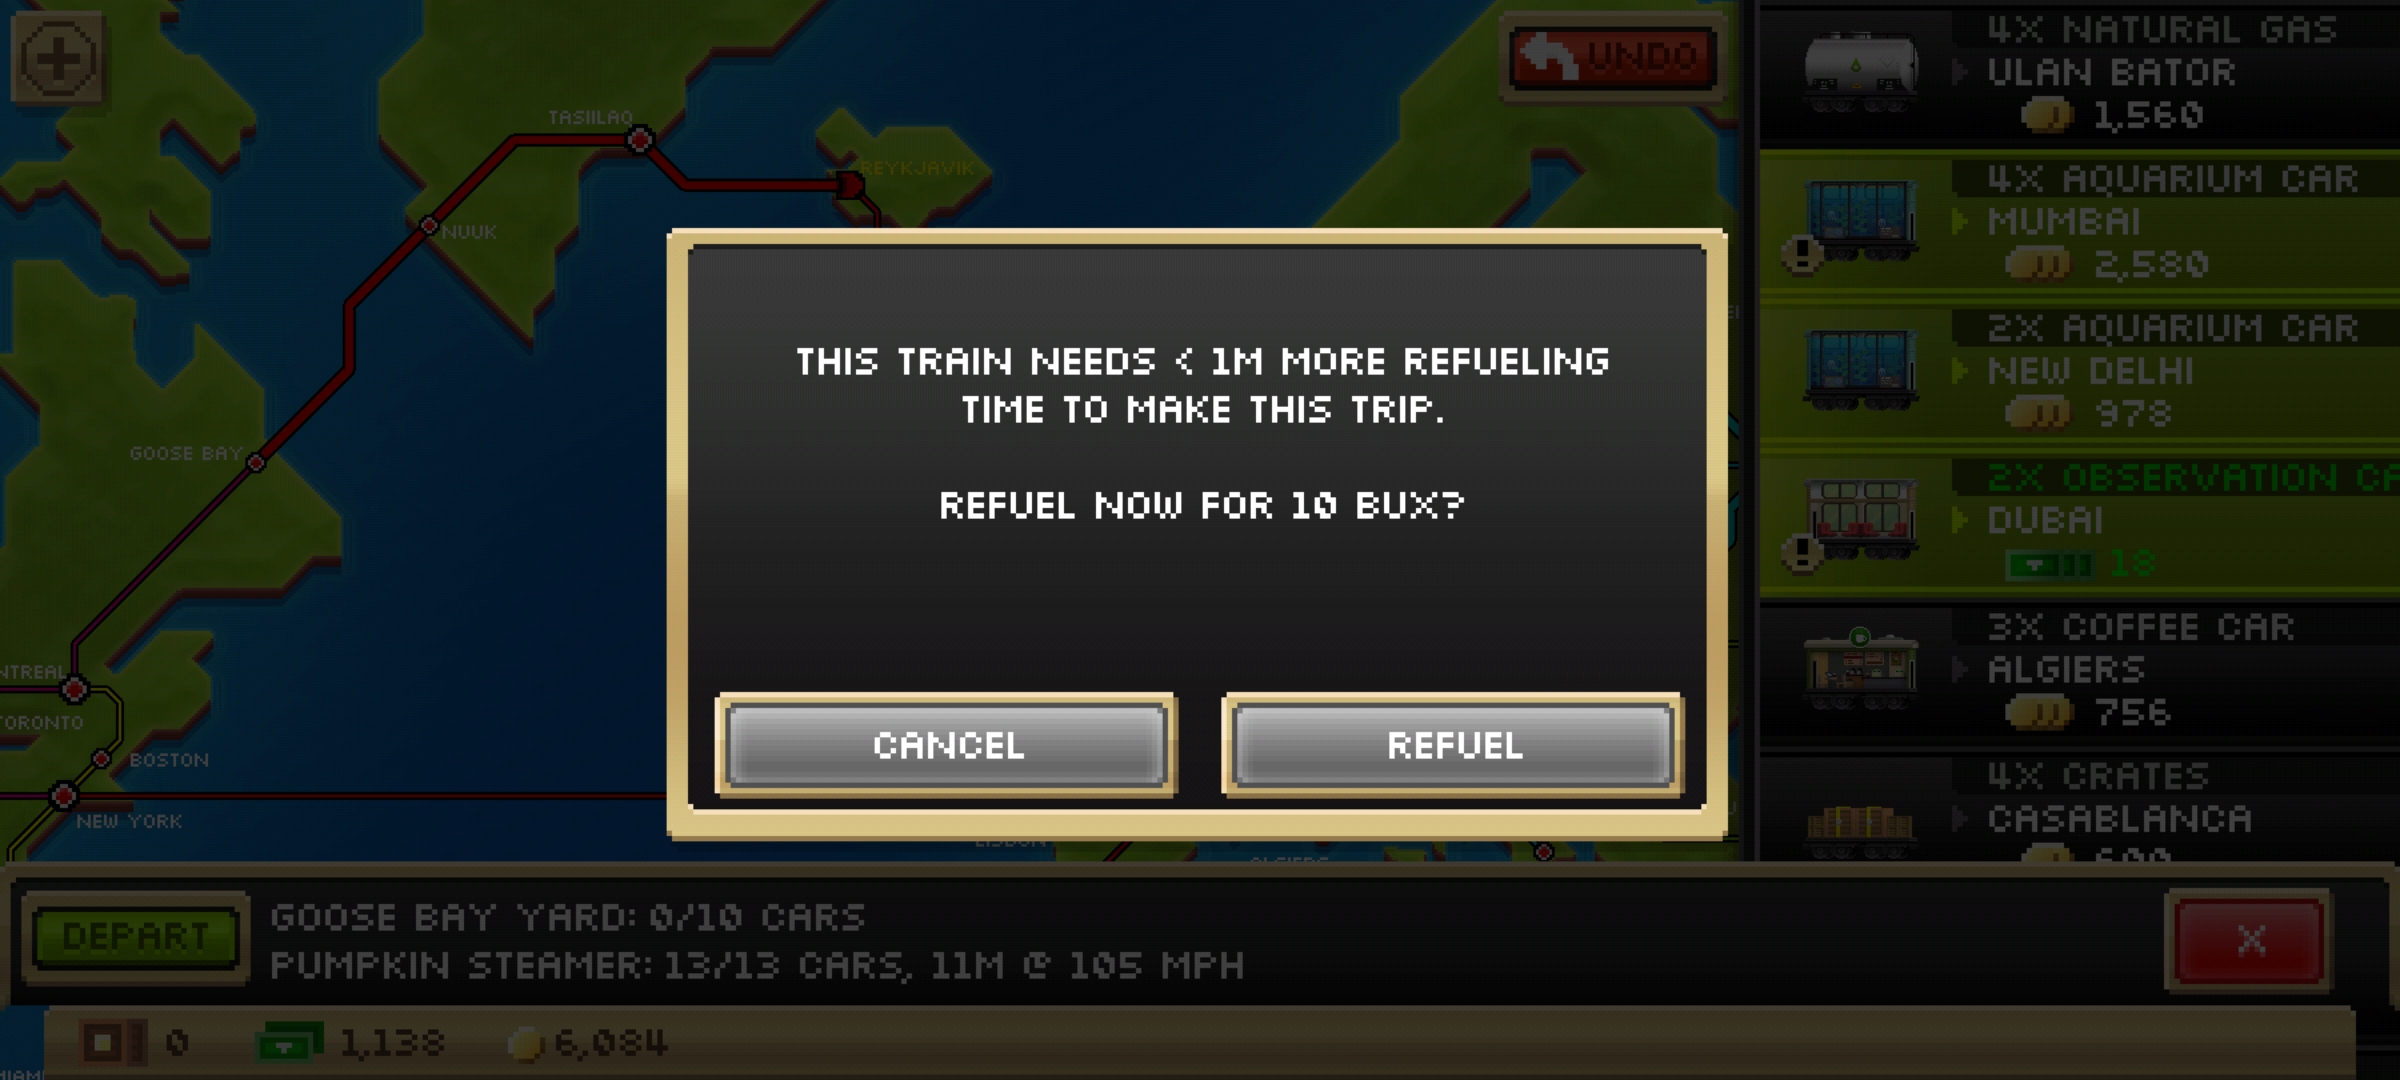 UNDO
TASIILAQ
REYKJAVIK
NUUK
GOOSE BAY
TORONTO
BOSTON
NEW YORK
LISBON
ALGIERS
THIS TRAIN NEEDS < 1M MORE REFUELING
TIME TO MAKE THIS TRIP.
REFUEL NOW FOR 10 BUX?
CANCEL
REFUEL
4X NATURAL GAS
ULAN BATOR
1,560
4X AQUARIUM CAR
MUMBAI
2,580
2X AQUARIUM CAR
NEW DELHI
978
2X OBSERVATION CA
DUBAI
18
3X COFFEE CAR
ALGIERS
756
4X CRATES
CASABLANCA
600
DEPART
GOOSE BAY YARD: 0/10 CARS
PUMPKIN STEAMER: 13/13 CARS, 11M @ 105 MPH
X
0
1,138
6,084